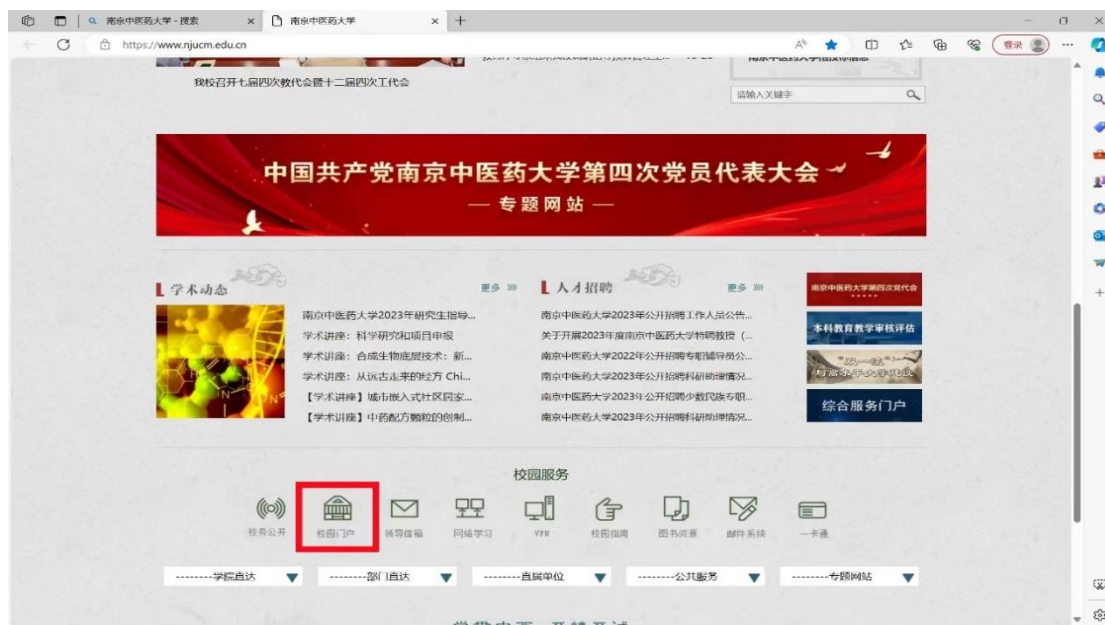 南京中医药大学 - 搜索
南京中医药大学
https://www.njucm.edu.cn
登录
我校召开七届四次教代会暨十二届四次工代会
请输入关键字
中国共产党南京中医药大学第四次党员代表大会
— 专题网站 —
学术动态
更多
南京中医药大学2023年研究生指导...
学术讲座：科学研究和项目申报
学术讲座：合成生物底层技术：新...
学术讲座：从远古走来的经方 Chi...
【学术讲座】城市嵌入式社区居家...
【学术讲座】中药配方颗粒的创制...
人才招聘
更多
南京中医药大学2023年公开招聘工作人员公告...
关于开展2023年度南京中医药大学特聘教授（...
南京中医药大学2022年公开招聘专职辅导员公...
南京中医药大学2023年公开招聘科研助理情况...
南京中医药大学2023年公开招聘少数民族专职...
南京中医药大学2023年公开招聘科研助理情况...
南京中医药大学第四次党代会
本科教育教学审核评估
"双一流"
与高水平大学建设
综合服务门户
校园服务
校务公开
校园门户
领导信箱
网络学习
VPN
校园指南
图书资源
邮件系统
一卡通
--------学院直达
--------部门直达
--------直属单位
--------公共服务
--------专题网站